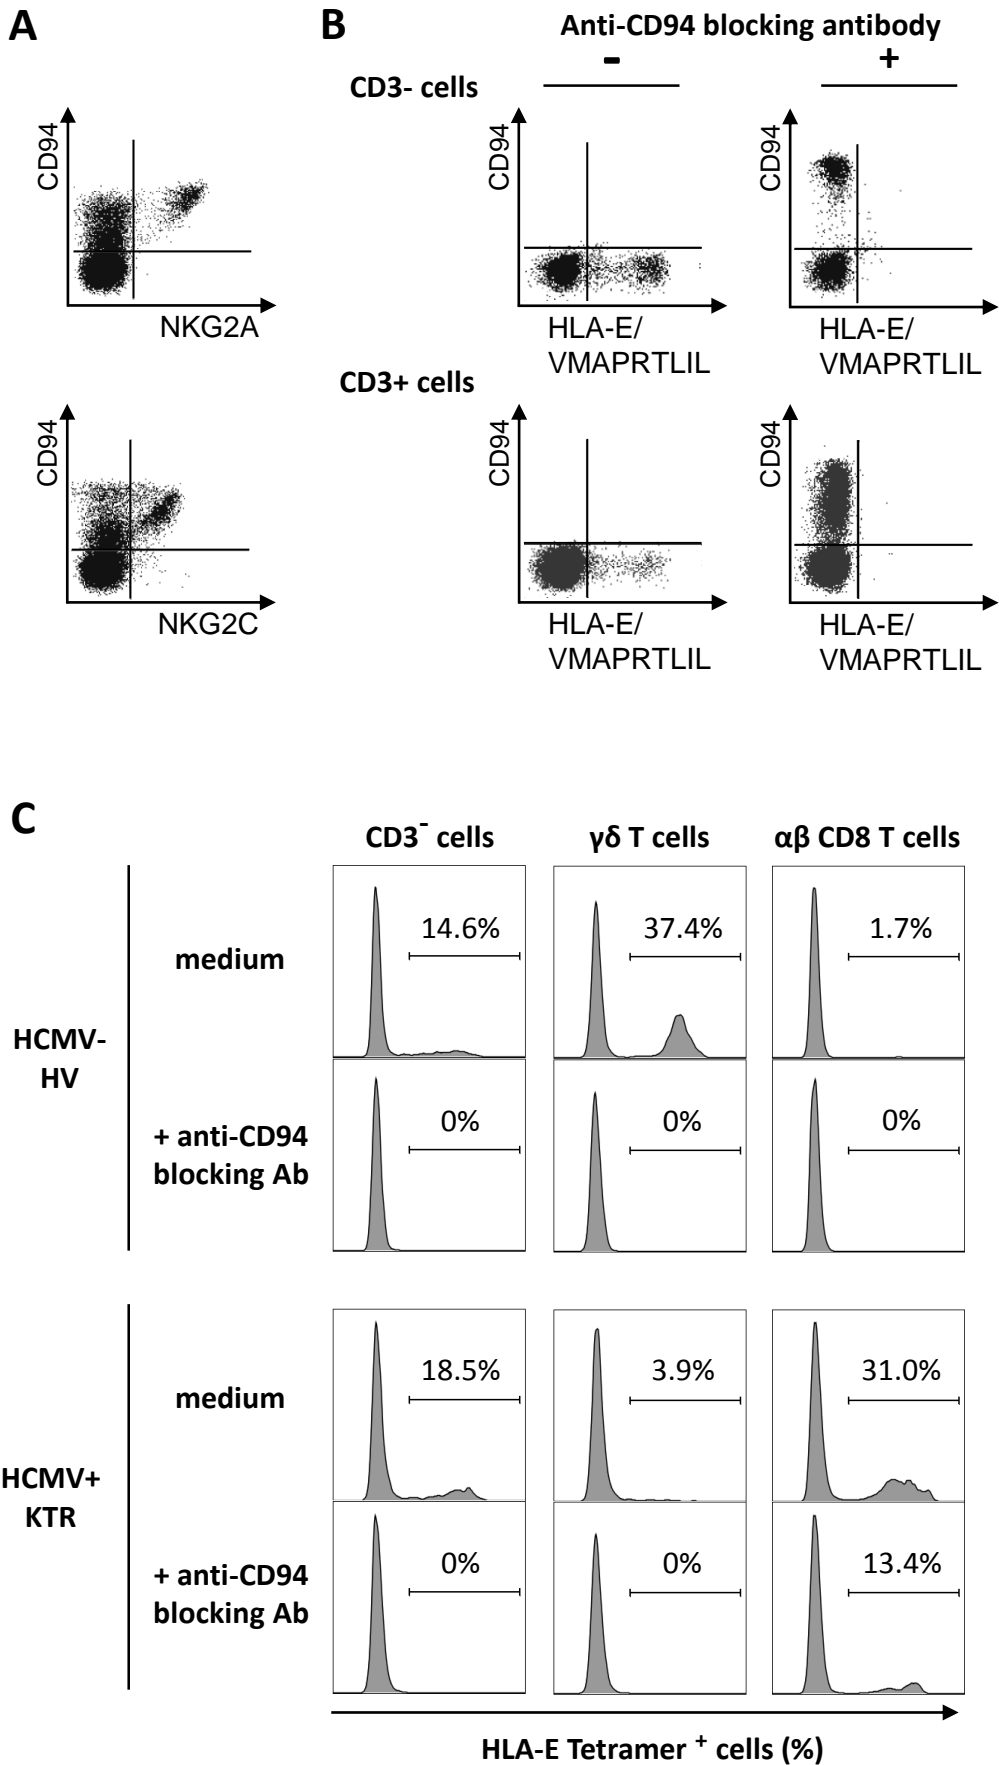 A
B
Anti-CD94 blocking antibody
- +
CD3- cells
CD94
NKG2A
CD94
HLA-E/
VMAPRTLIL
CD94
HLA-E/
VMAPRTLIL
CD3+ cells
CD94
NKG2C
CD94
HLA-E/
VMAPRTLIL
CD94
HLA-E/
VMAPRTLIL
C
CD3⁻ cells
γδ T cells
αβ CD8 T cells
HCMV-
HV
medium
14.6%
37.4%
1.7%
+ anti-CD94
blocking Ab
0%
0%
0%
HCMV+
KTR
medium
18.5%
3.9%
31.0%
+ anti-CD94
blocking Ab
0%
0%
13.4%
HLA-E Tetramer ⁺ cells (%)